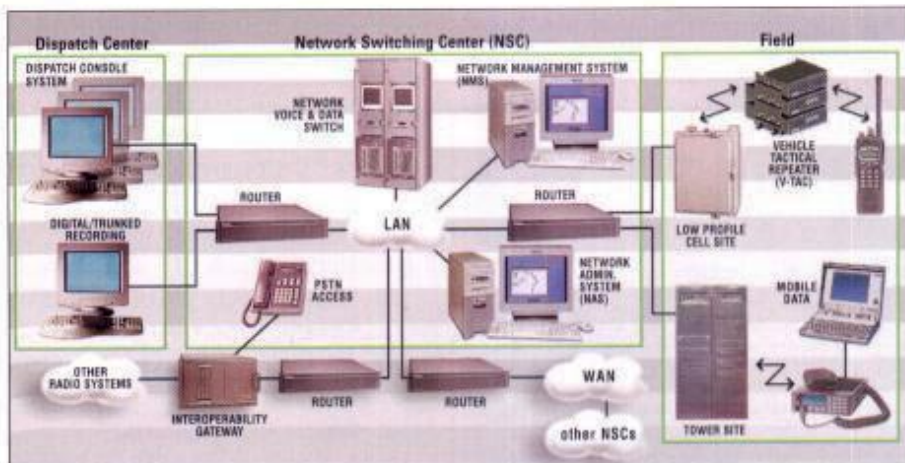 Dispatch Center
Network Switching Center (NSC)
Field
DISPATCH CONSOLE
SYSTEM
NETWORK
VOICE & DATA
SWITCH
NETWORK MANAGEMENT SYSTEM
(NMS)
VEHICLE
TACTICAL
REPEATER
(V-TAC)
ROUTER
LAN
ROUTER
LOW PROFILE
CELL SITE
DIGITAL/TRUNKED
RECORDING
PSTN
ACCESS
NETWORK
ADMIN.
SYSTEM
(NAS)
MOBILE
DATA
OTHER
RADIO SYSTEMS
INTEROPERABILITY
GATEWAY
ROUTER
ROUTER
WAN
other NSCs
TOWER SITE